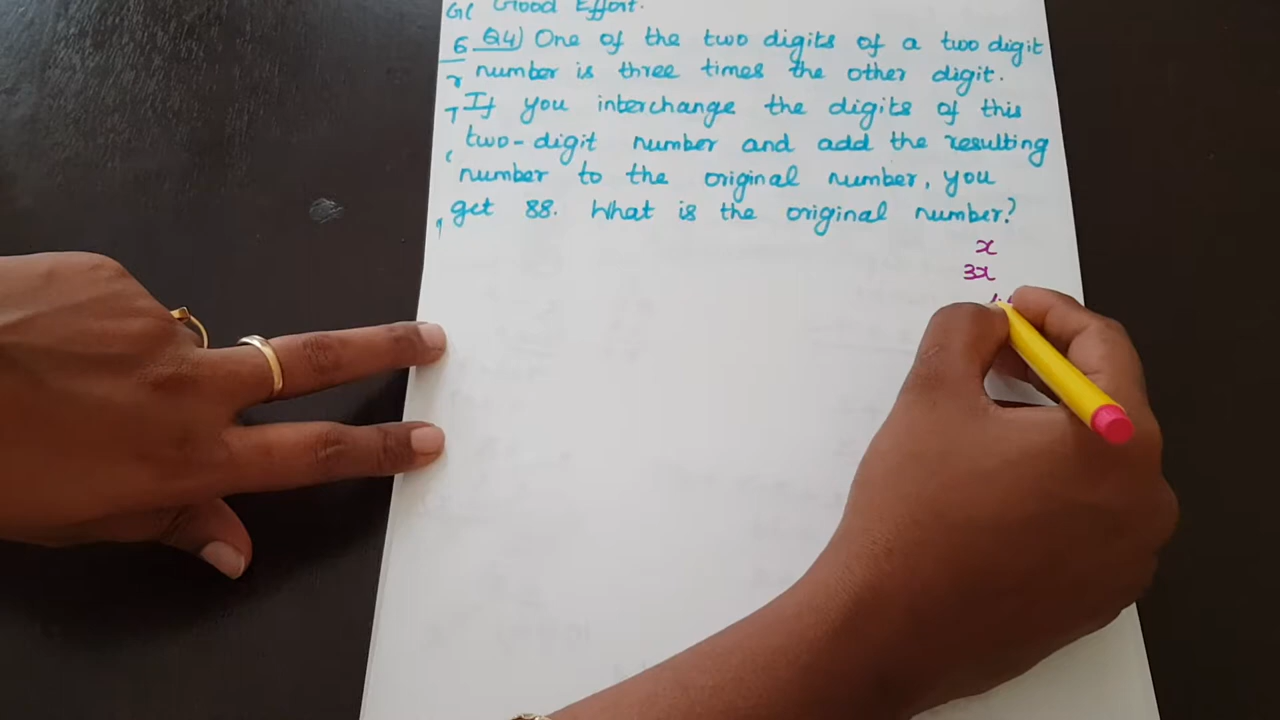 Good Effort.
Q4) One of the two digits of a two digit
number is three times the other digit.
If you interchange the digits of this
two-digit number and add the resulting
number to the original number, you
get 88. What is the original number?
x
3x